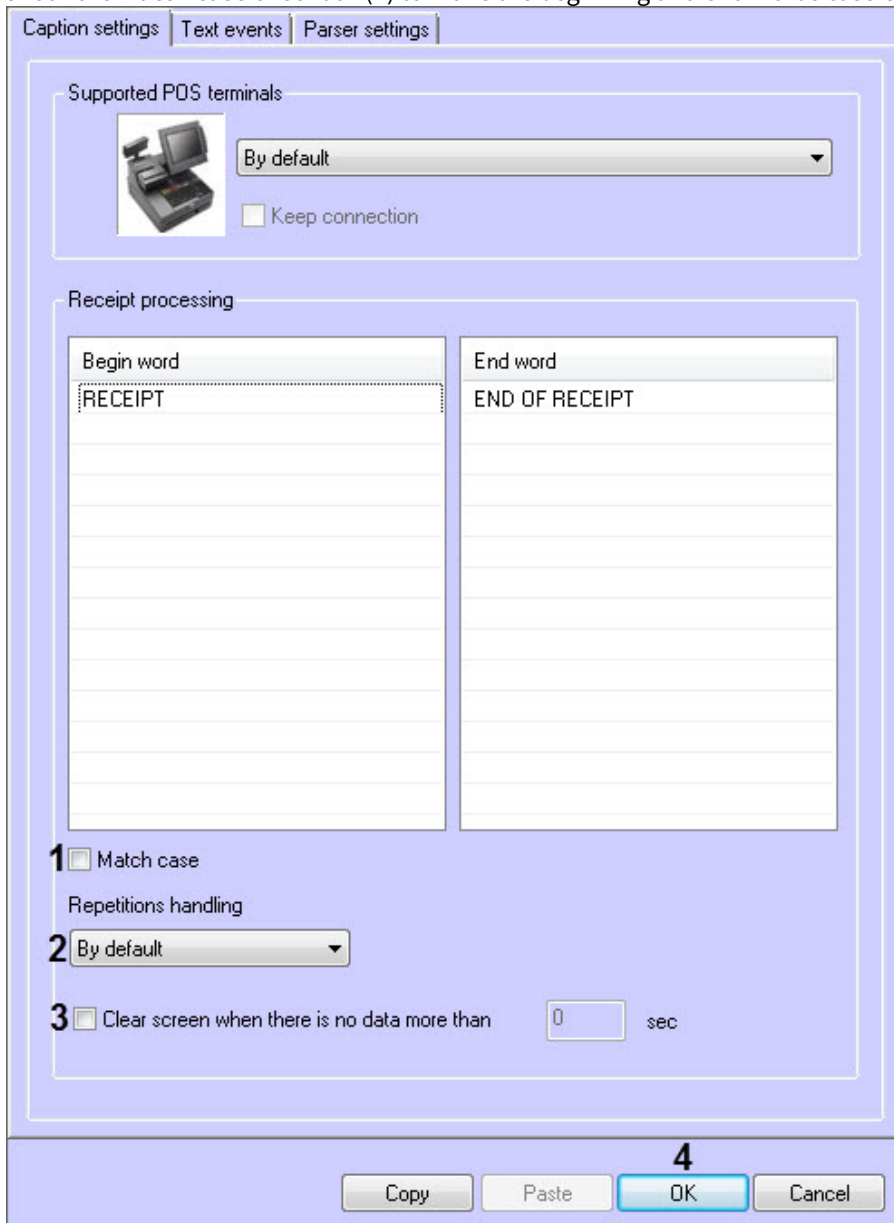 Caption settings Text events Parser settings
Supported POS terminals
By default
Keep connection
Receipt processing
Begin word End word
RECEIPT END OF RECEIPT
1 Match case
Repetitions handling
2 By default
3 Clear screen when there is no data more than 0 sec
4
Copy Paste OK Cancel